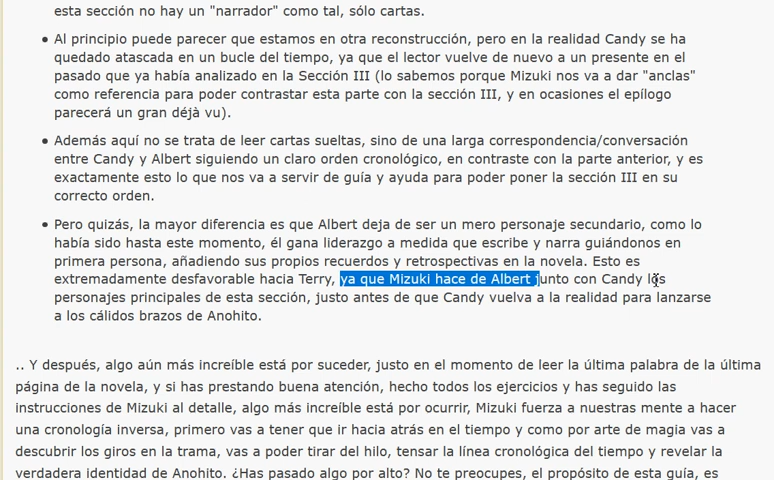 esta sección no hay un "narrador" como tal, sólo cartas.
Al principio puede parecer que estamos en otra reconstrucción, pero en la realidad Candy se ha
quedado atascada en un bucle del tiempo, ya que el lector vuelve de nuevo a un presente en el
pasado que ya había analizado en la Sección III (lo sabemos porque Mizuki nos va a dar "anclas"
como referencia para poder contrastar esta parte con la sección III, y en ocasiones el epílogo
parecerá un gran déjà vu).
Además aquí no se trata de leer cartas sueltas, sino de una larga correspondencia/conversación
entre Candy y Albert siguiendo un claro orden cronológico, en contraste con la parte anterior, y es
exactamente esto lo que nos va a servir de guía y ayuda para poder poner la sección III en su
correcto orden.
Pero quizás, la mayor diferencia es que Albert deja de ser un mero personaje secundario, como lo
había sido hasta este momento, él gana liderazgo a medida que escribe y narra guiándonos en
primera persona, añadiendo sus propios recuerdos y retrospectivas en la novela. Esto es
extremadamente desfavorable hacia Terry, ya que Mizuki hace de Albert junto con Candy los
personajes principales de esta sección, justo antes de que Candy vuelva a la realidad para lanzarse
a los cálidos brazos de Anohito.
.. Y después, algo aún más increíble está por suceder, justo en el momento de leer la última palabra de la última
página de la novela, y si has prestando buena atención, hecho todos los ejercicios y has seguido las
instrucciones de Mizuki al detalle, algo más increíble está por ocurrir, Mizuki fuerza a nuestras mente a hacer
una cronología inversa, primero vas a tener que ir hacia atrás en el tiempo y como por arte de magia vas a
descubrir los giros en la trama, vas a poder tirar del hilo, tensar la línea cronológica del tiempo y revelar la
verdadera identidad de Anohito. ¿Has pasado algo por alto? No te preocupes, el propósito de esta guía, es